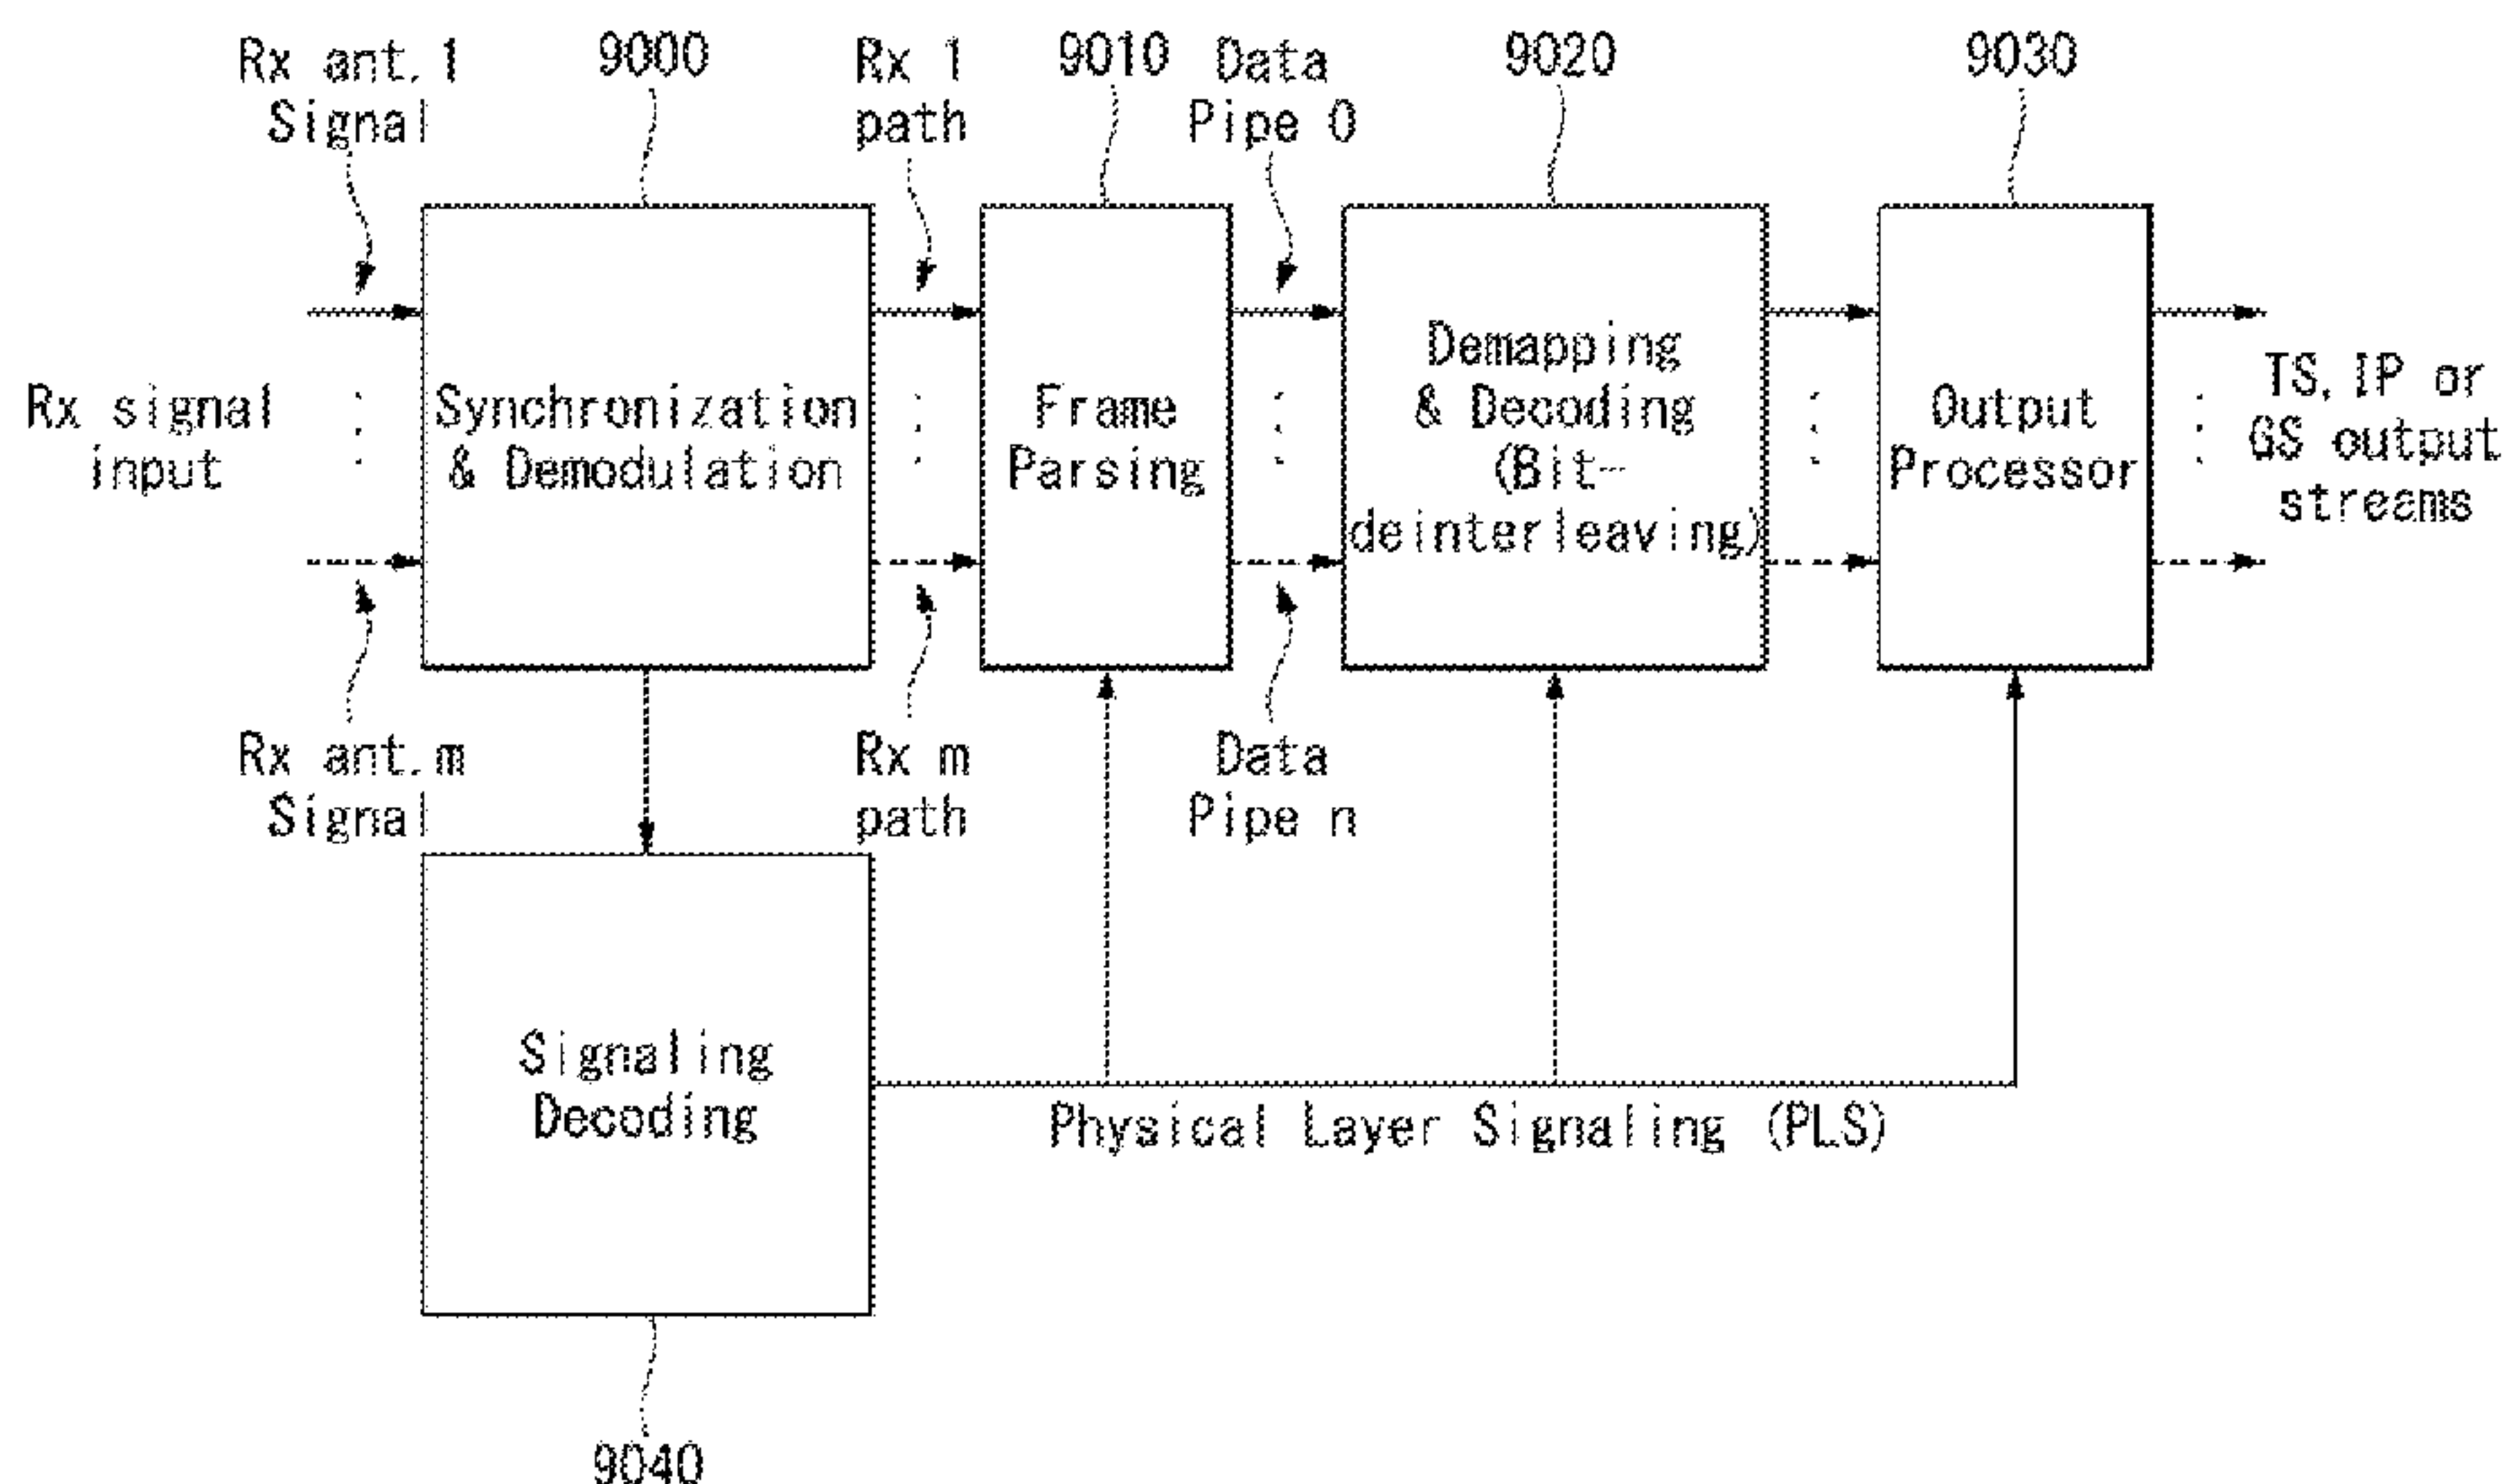 Rx ant.1
Signal
9000
Rx 1
path
9010
Data
Pipe 0
9020
9030
Rx signal
input
Synchronization
& Demodulation
Frame
Parsing
Demapping
& Decoding
(Bit-
deinterleaving)
Output
Processor
TS, IP or
GS output
streams
Rx ant.m
Signal
Rx m
path
Data
Pipe n
Signaling
Decoding
Physical Layer Signaling (PLS)
9040